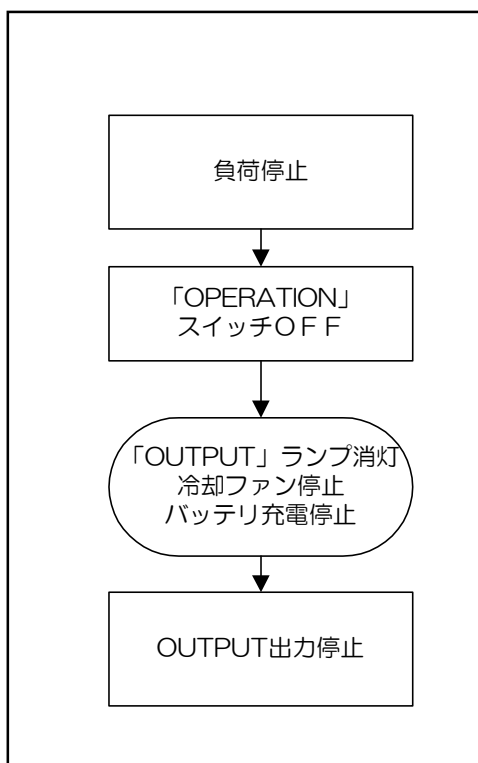 負荷停止
「OPERATION」
スイッチＯＦＦ
「OUTPUT」ランプ消灯
冷却ファン停止
バッテリ充電停止
OUTPUT出力停止